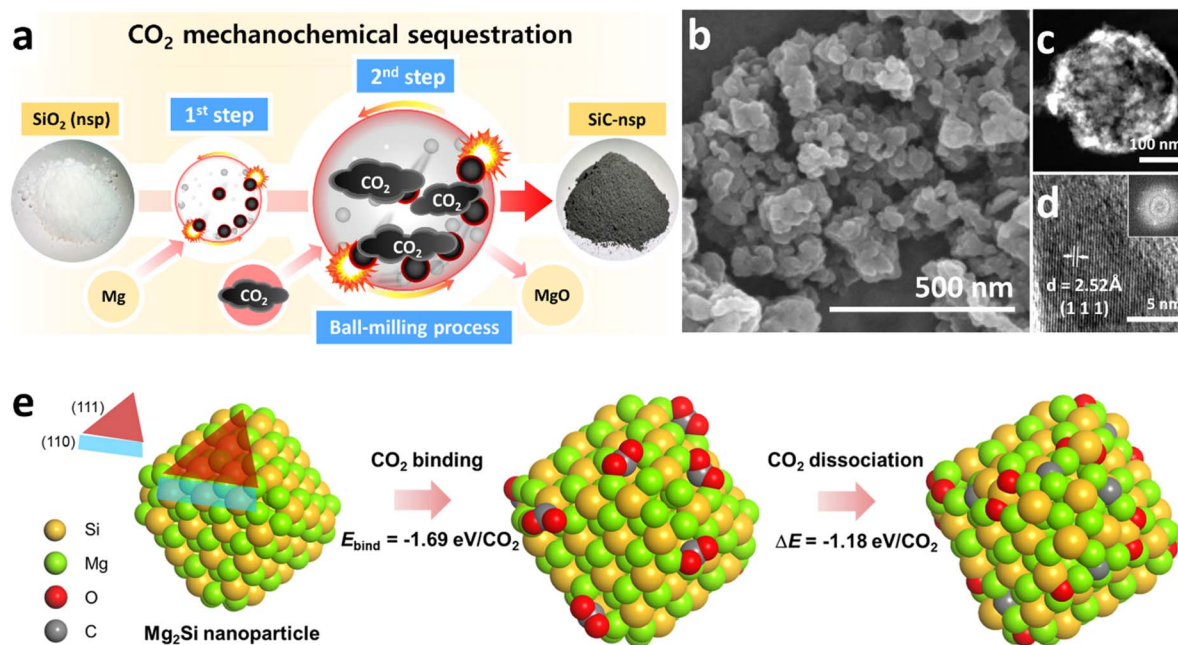 a
CO₂ mechanochemical sequestration
2ⁿᵈ step
1ˢᵗ step
SiO₂ (nsp)
SiC-nsp
CO₂
CO₂
CO₂
Mg
CO₂
MgO
Ball-milling process
b
500 nm
c
100 nm
d
d = 2.52Å
(1 1 1)
5 nm
e
(111)
(110)
Si
Mg
O
C
Mg₂Si nanoparticle
CO₂ binding
E_bind = -1.69 eV/CO₂
CO₂ dissociation
ΔE = -1.18 eV/CO₂